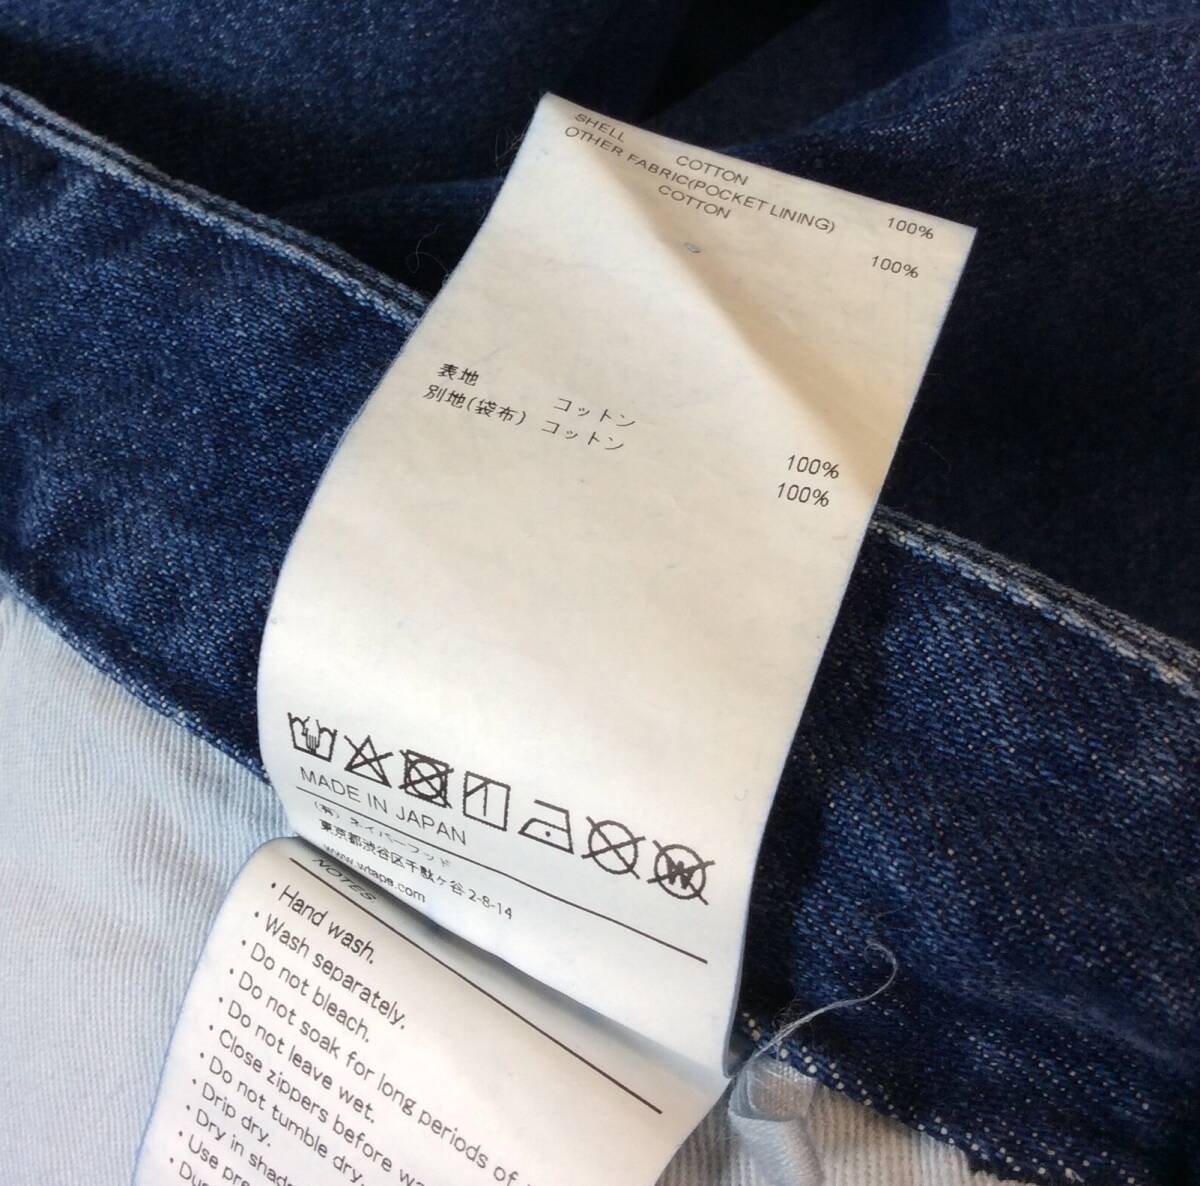 SHELL
COTTON 100%
OTHER FABRIC(POCKET LINING)
COTTON 100%
表地 コットン 100%
別地(袋布) コットン 100%
MADE IN JAPAN
(有) ネイバーフッド
東京都渋谷区千駄ヶ谷2-8-14
www.wtaps.com
NOTES
・Hand wash.
・Wash separately.
・Do not bleach.
・Do not soak for long periods of
・Do not leave wet.
・Close zippers before
・Do not tumble dry.
・Drip dry.
・Dry in
・Use